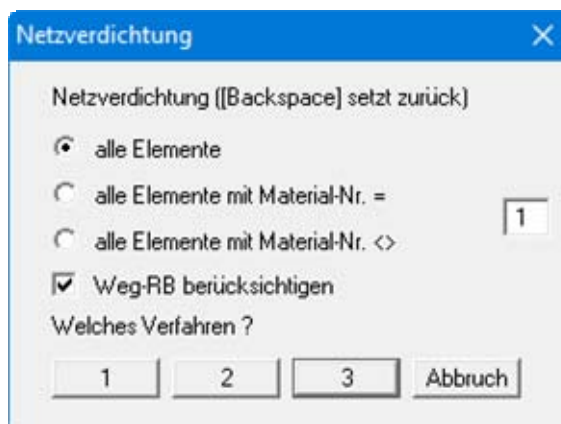 Netzverdichtung
Netzverdichtung ([Backspace] setzt zurück)
alle Elemente
alle Elemente mit Material-Nr. =
1
alle Elemente mit Material-Nr. <>
Weg-RB berücksichtigen
Welches Verfahren ?
1 2 3 Abbruch